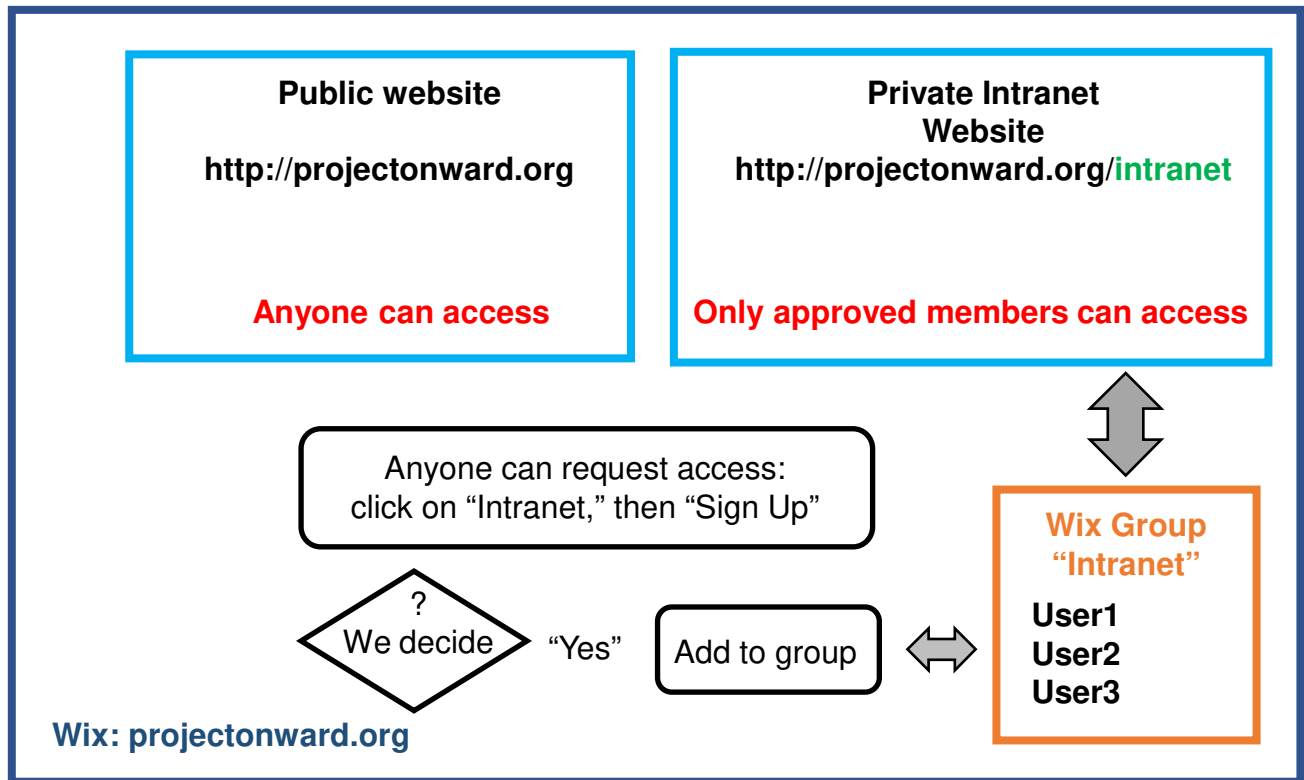 Public website
http://projectonward.org
Anyone can access
Private Intranet
Website
http://projectonward.org/intranet
Only approved members can access
Anyone can request access:
click on “Intranet,” then “Sign Up”
?
We decide
“Yes”
Add to group
Wix Group
“Intranet”
User1
User2
User3
Wix: projectonward.org